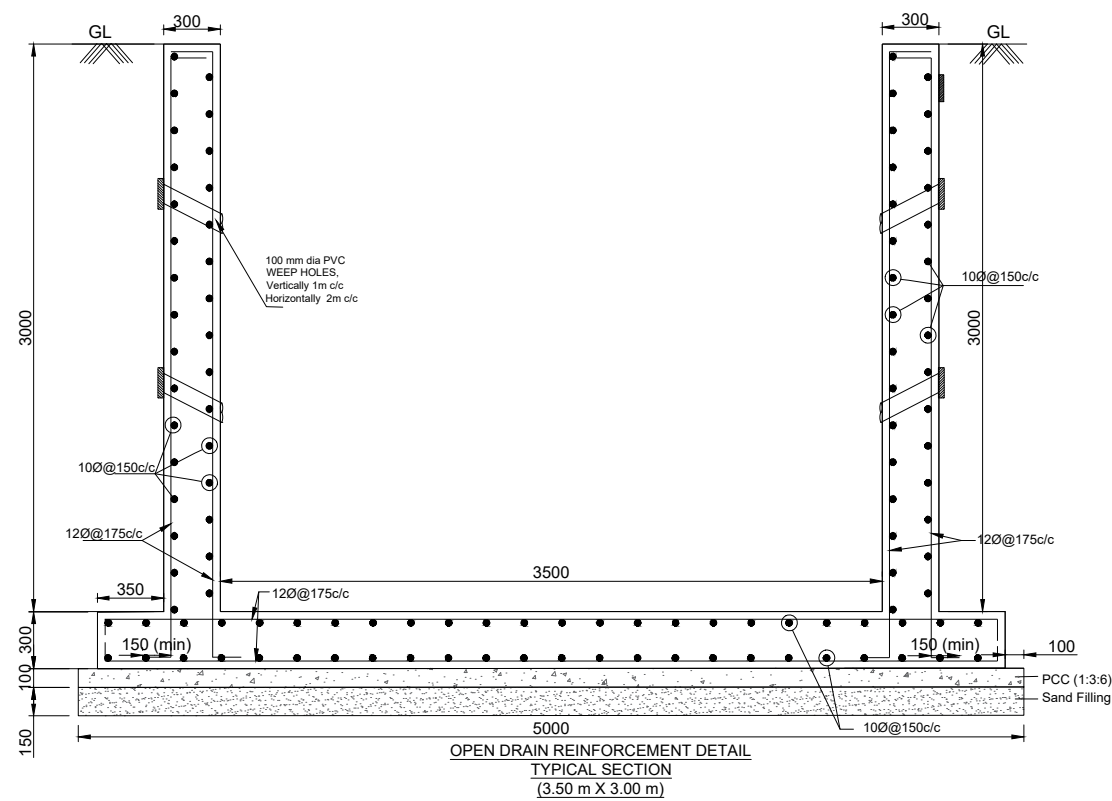 300
300
GL
GL
100 mm dia PVC
WEEP HOLES,
Vertically 1m c/c
Horizontally 2m c/c
10Ø@150c/c
3000
3000
10Ø@150c/c
12Ø@175c/c
12Ø@175c/c
3500
350
12Ø@175c/c
300
150 (min)
150 (min)
100
100
PCC (1:3:6)
Sand Filling
150
5000
10Ø@150c/c
OPEN DRAIN REINFORCEMENT DETAIL
TYPICAL SECTION
(3.50 m X 3.00 m)